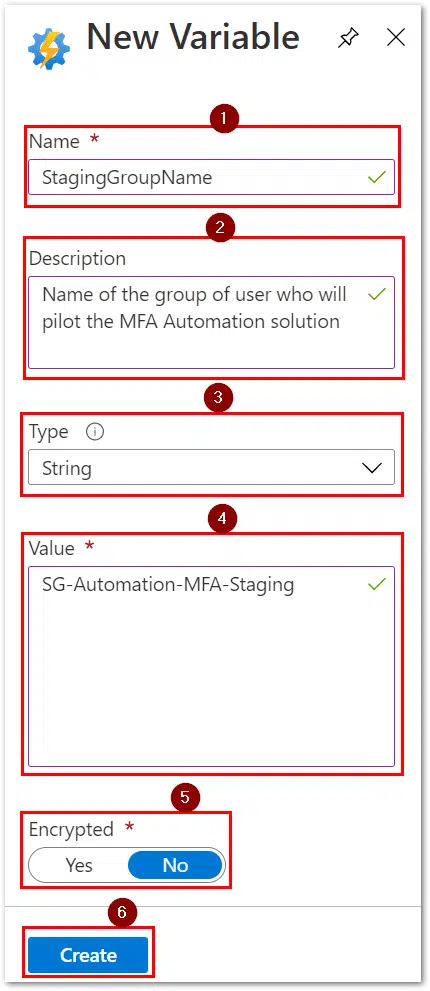 New Variable
1
Name *
StagingGroupName
2
Description
Name of the group of user who will
pilot the MFA Automation solution
3
Type
String
4
Value *
SG-Automation-MFA-Staging
5
Encrypted *
Yes No
6
Create